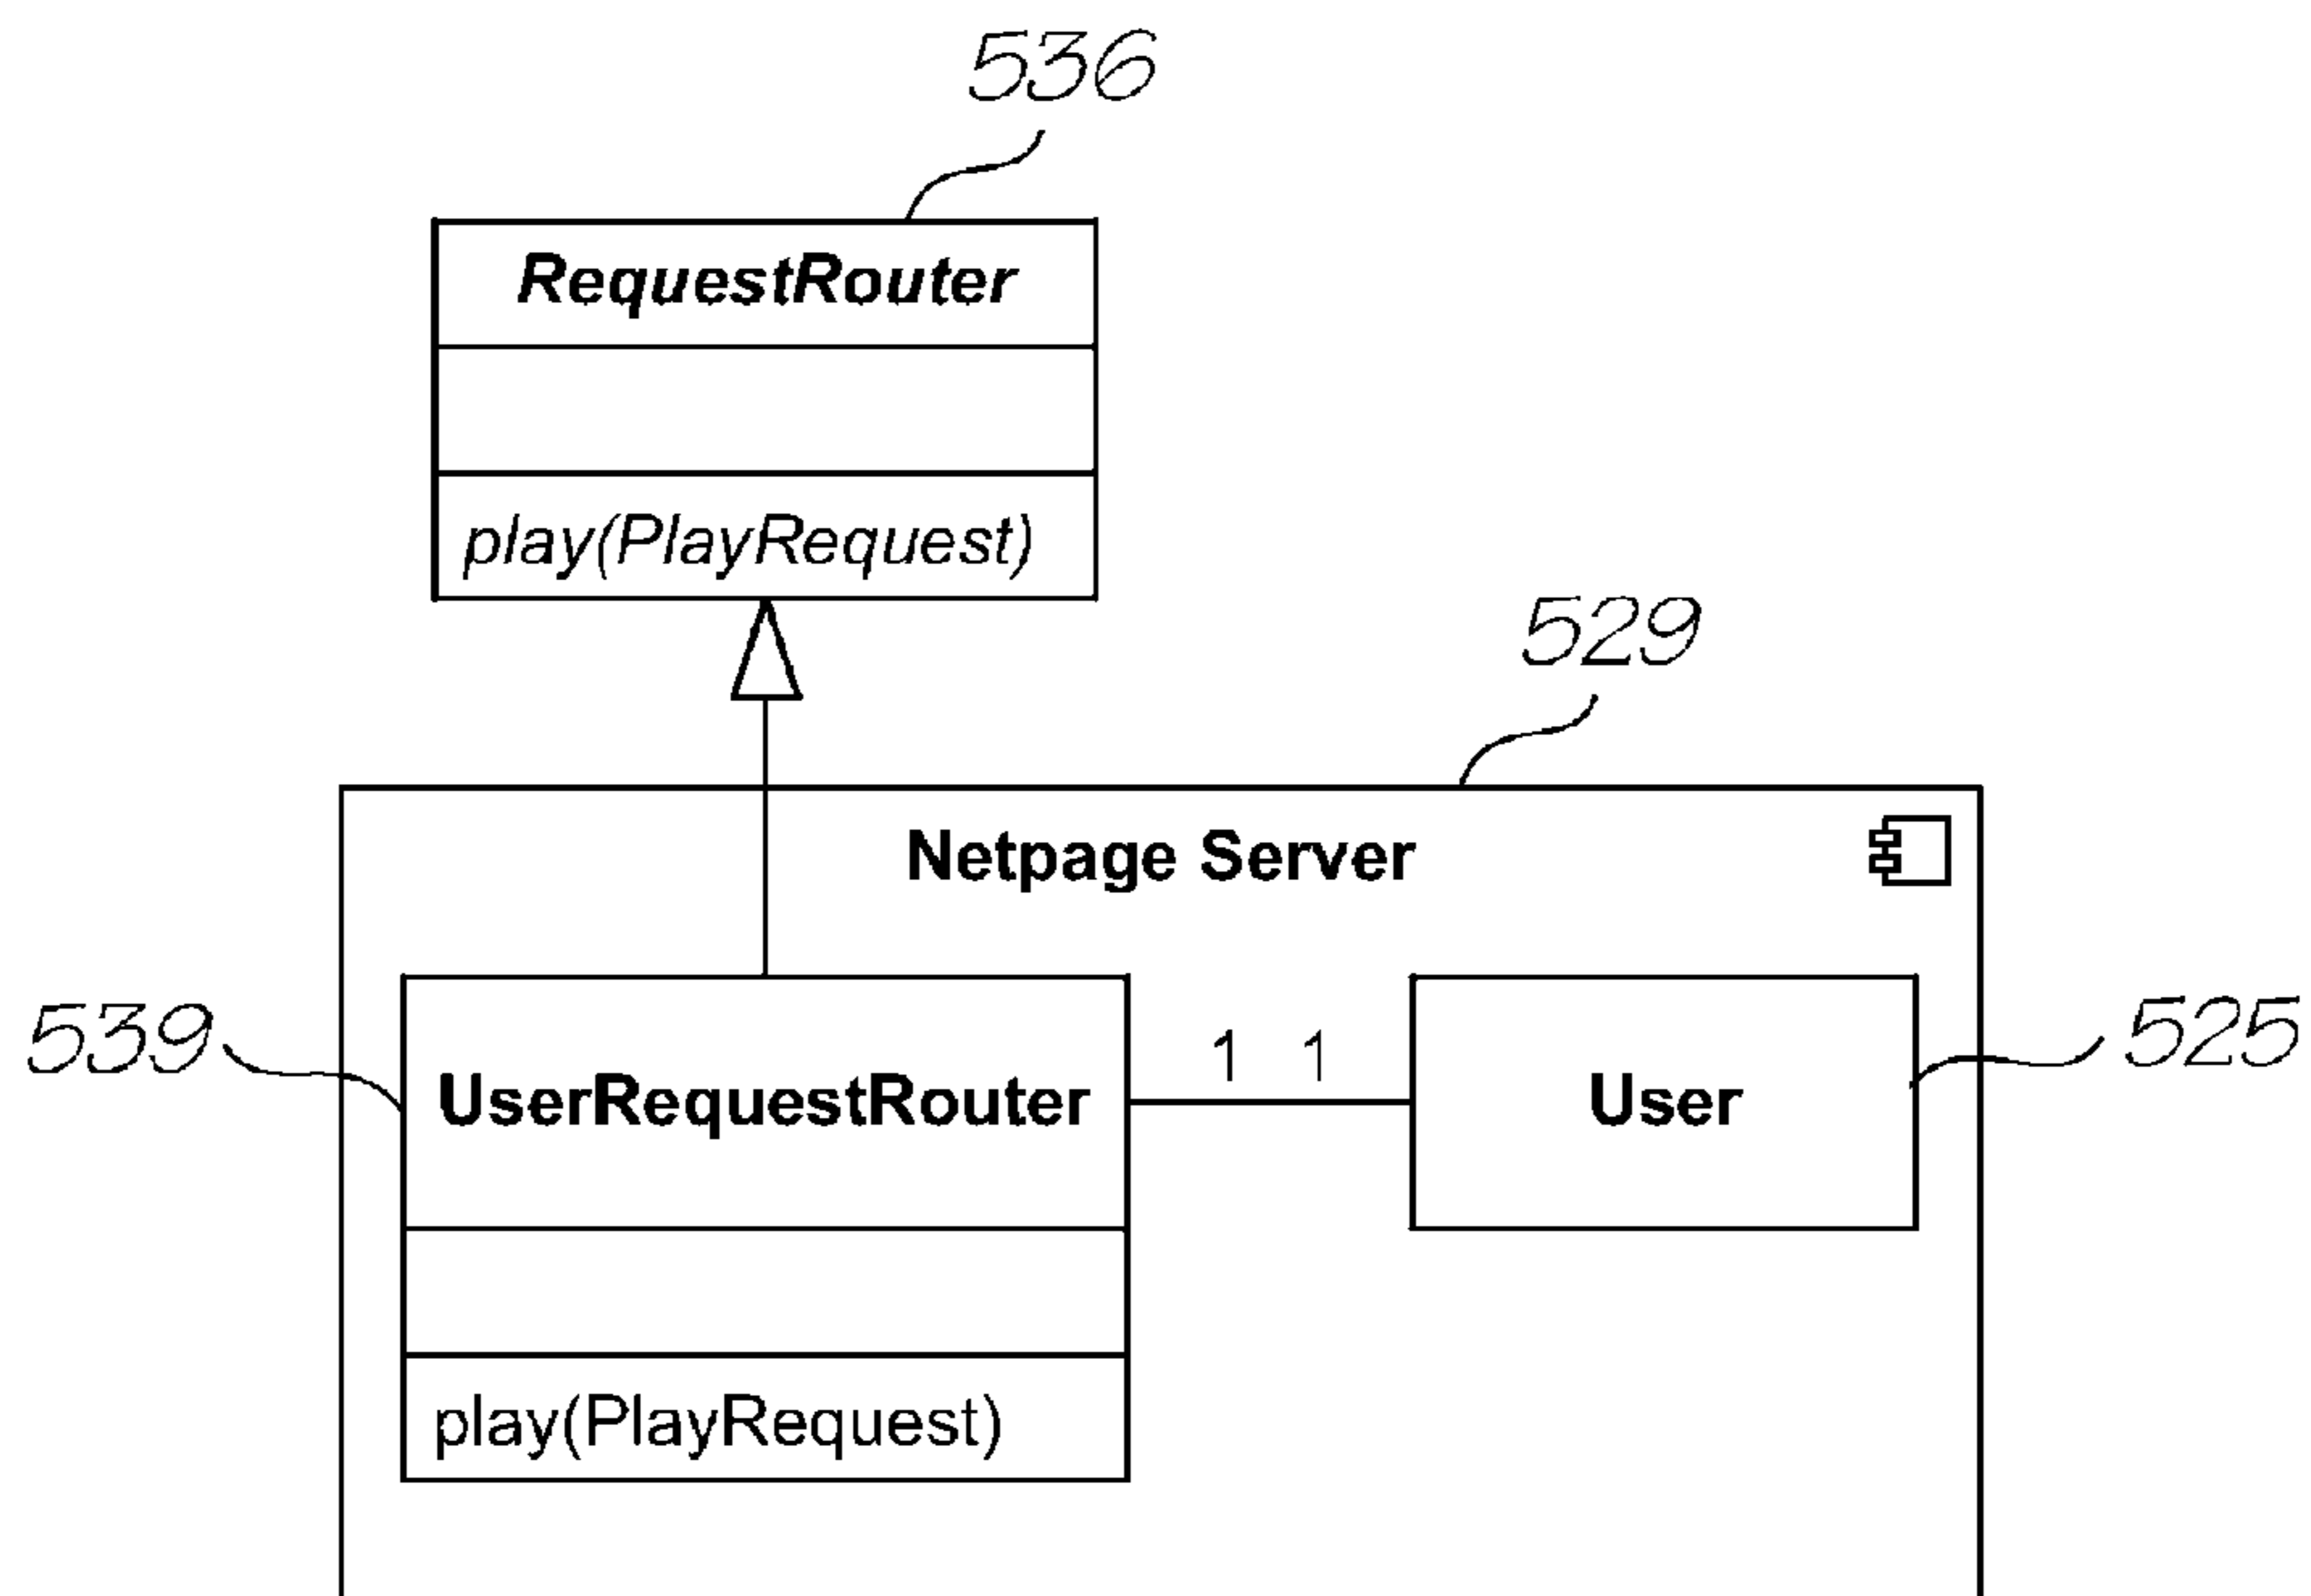 536
RequestRouter
play(PlayRequest)
529
Netpage Server
539
UserRequestRouter
1 1
User
525
play(PlayRequest)